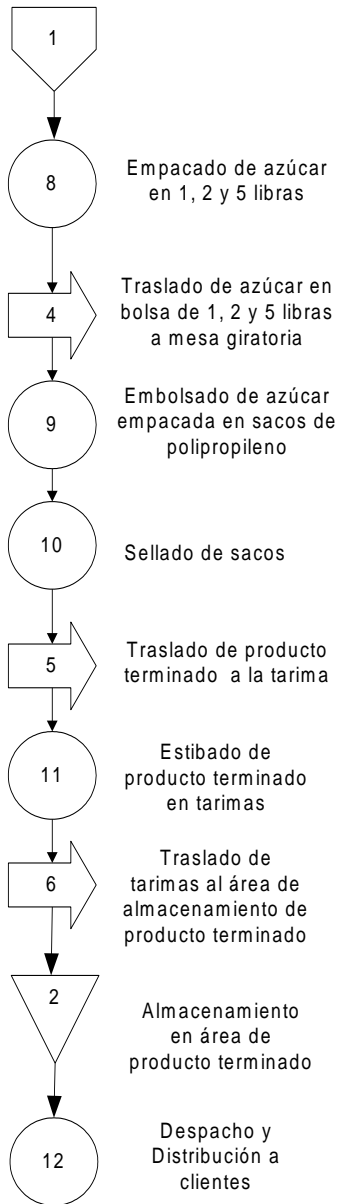 1
8
Empacado de azúcar
en 1, 2 y 5 libras
4
Traslado de azúcar en
bolsa de 1, 2 y 5 libras
a mesa giratoria
9
Embolsado de azúcar
empacada en sacos de
polipropileno
10
Sellado de sacos
5
Traslado de producto
terminado a la tarima
11
Estibado de
producto terminado
en tarimas
6
Traslado de
tarimas al área de
almacenamiento de
producto terminado
2
Almacenamiento
en área de
producto terminado
12
Despacho y
Distribución a
clientes